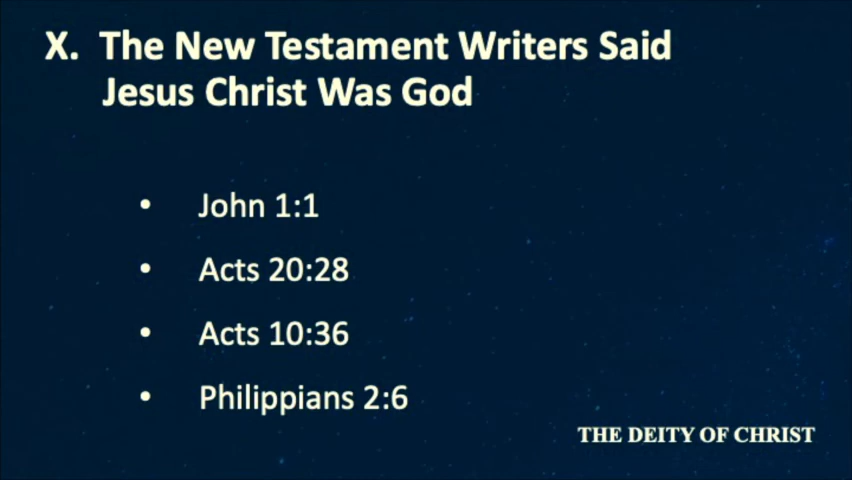 X. The New Testament Writers Said
Jesus Christ Was God
• John 1:1
• Acts 20:28
• Acts 10:36
• Philippians 2:6
THE DEITY OF CHRIST